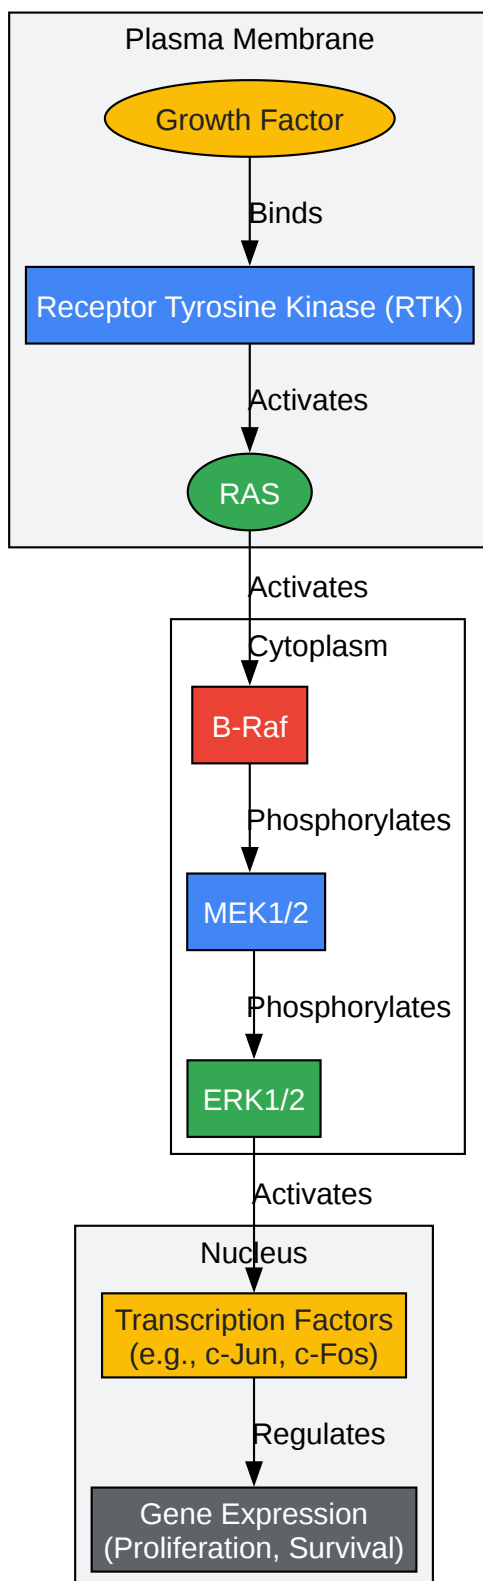 Plasma Membrane
Growth Factor
Binds
Receptor Tyrosine Kinase (RTK)
Activates
RAS
Activates
Cytoplasm
B-Raf
Phosphorylates
MEK1/2
Phosphorylates
ERK1/2
Activates
Nucleus
Transcription Factors
(e.g., c-Jun, c-Fos)
Regulates
Gene Expression
(Proliferation, Survival)